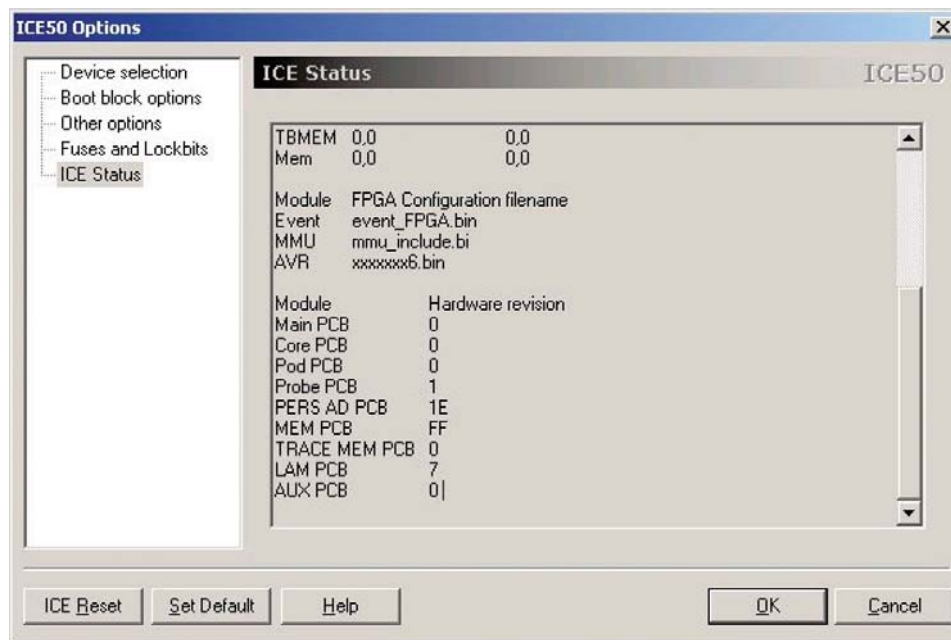 ICE50 Options
Device selection
Boot block options
Other options
Fuses and Lockbits
ICE Status
ICE Status ICE50
TBMEM 0,0 0,0
Mem 0,0 0,0
Module FPGA Configuration filename
Event event_FPGA.bin
MMU mmu_include.bi
AVR xxxxxxx6.bin
Module Hardware revision
Main PCB 0
Core PCB 0
Pod PCB 0
Probe PCB 1
PERS AD PCB 1E
MEM PCB FF
TRACE MEM PCB 0
LAM PCB 7
AUX PCB 0
ICE Reset Set Default Help OK Cancel